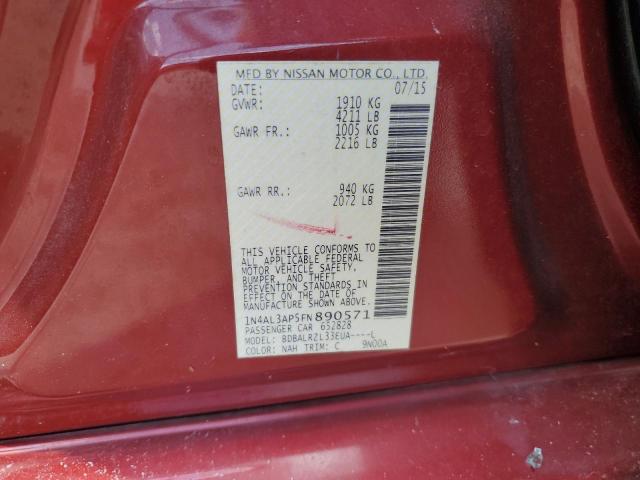 MFD BY NISSAN MOTOR CO., LTD.
DATE: 07/15
GVWR: 1910 KG
4211 LB
GAWR FR.: 1005 KG
2216 LB
GAWR RR.: 940 KG
2072 LB
THIS VEHICLE CONFORMS TO
ALL APPLICABLE FEDERAL
MOTOR VEHICLE SAFETY,
BUMPER, AND THEFT
PREVENTION STANDARDS IN
EFFECT ON THE DATE OF
MANUFACTURE SHOWN ABOVE.
1N4AL3AP5FN890571
PASSENGER CAR 652828
MODEL: BDBALRZL33EUA----L
COLOR: NAH TRIM: C 9N00A